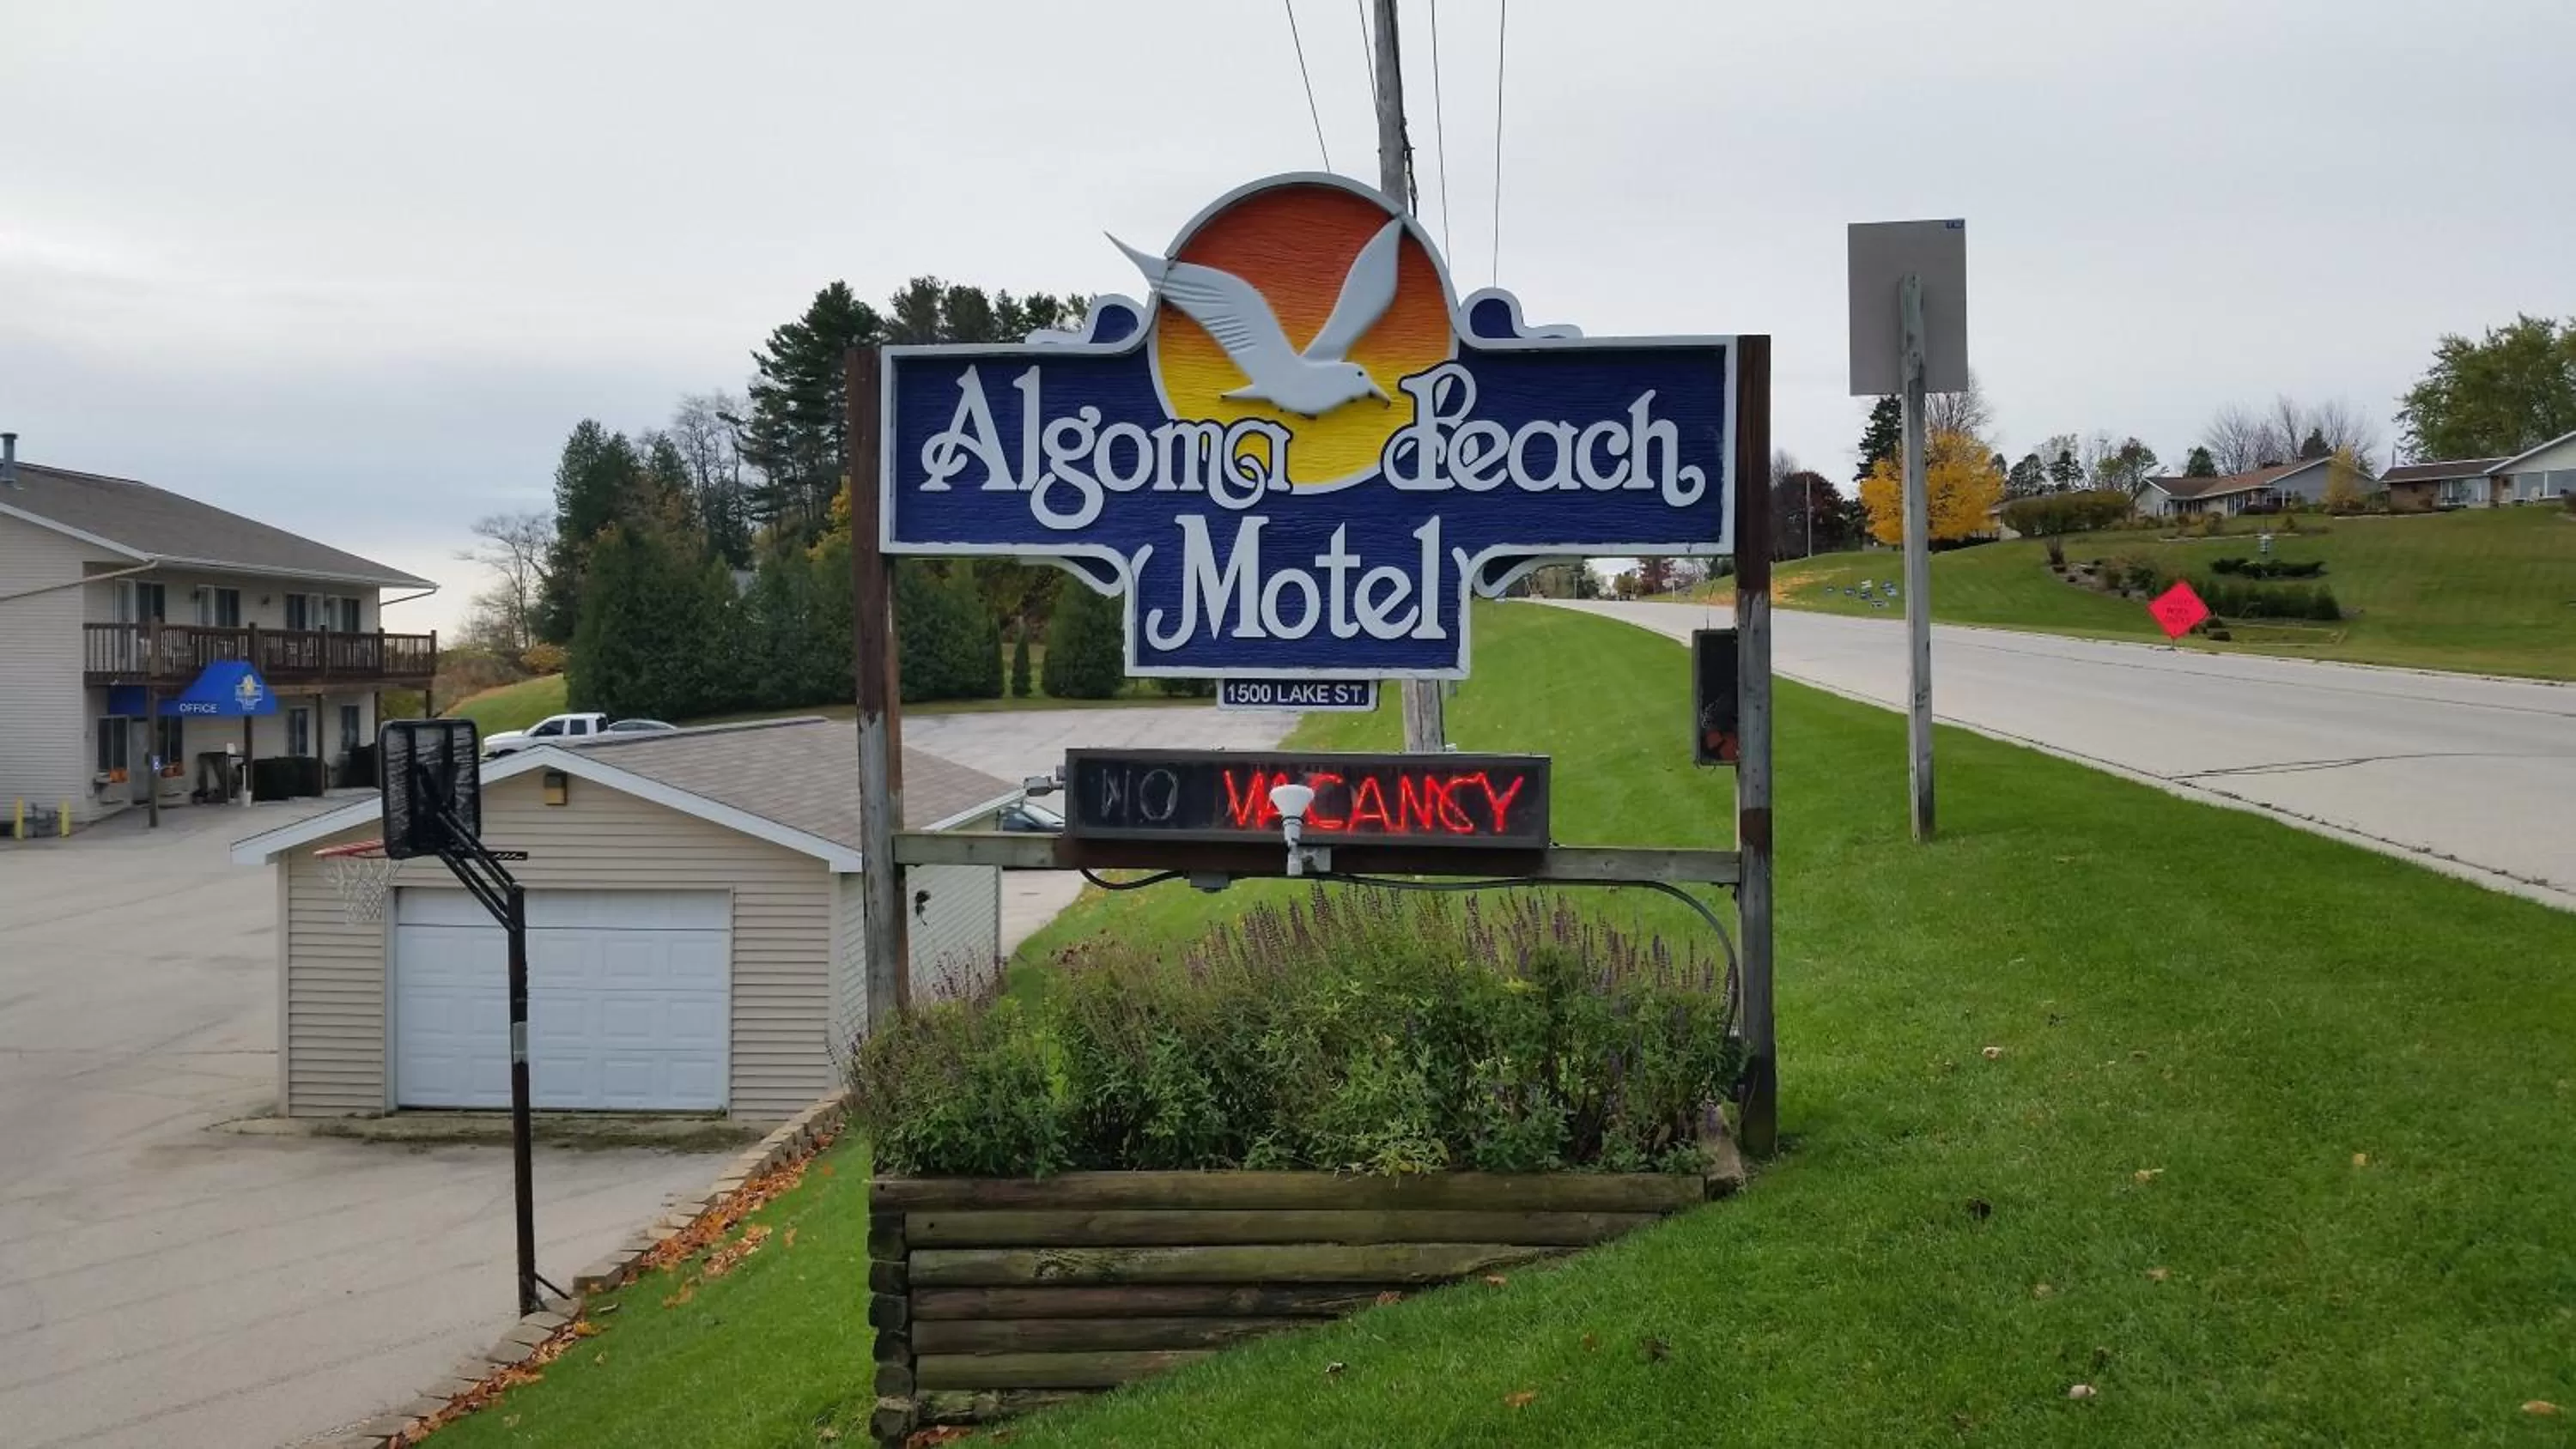 Algoma Beach
Motel
1500 LAKE ST.
NO VACANCY
OFFICE